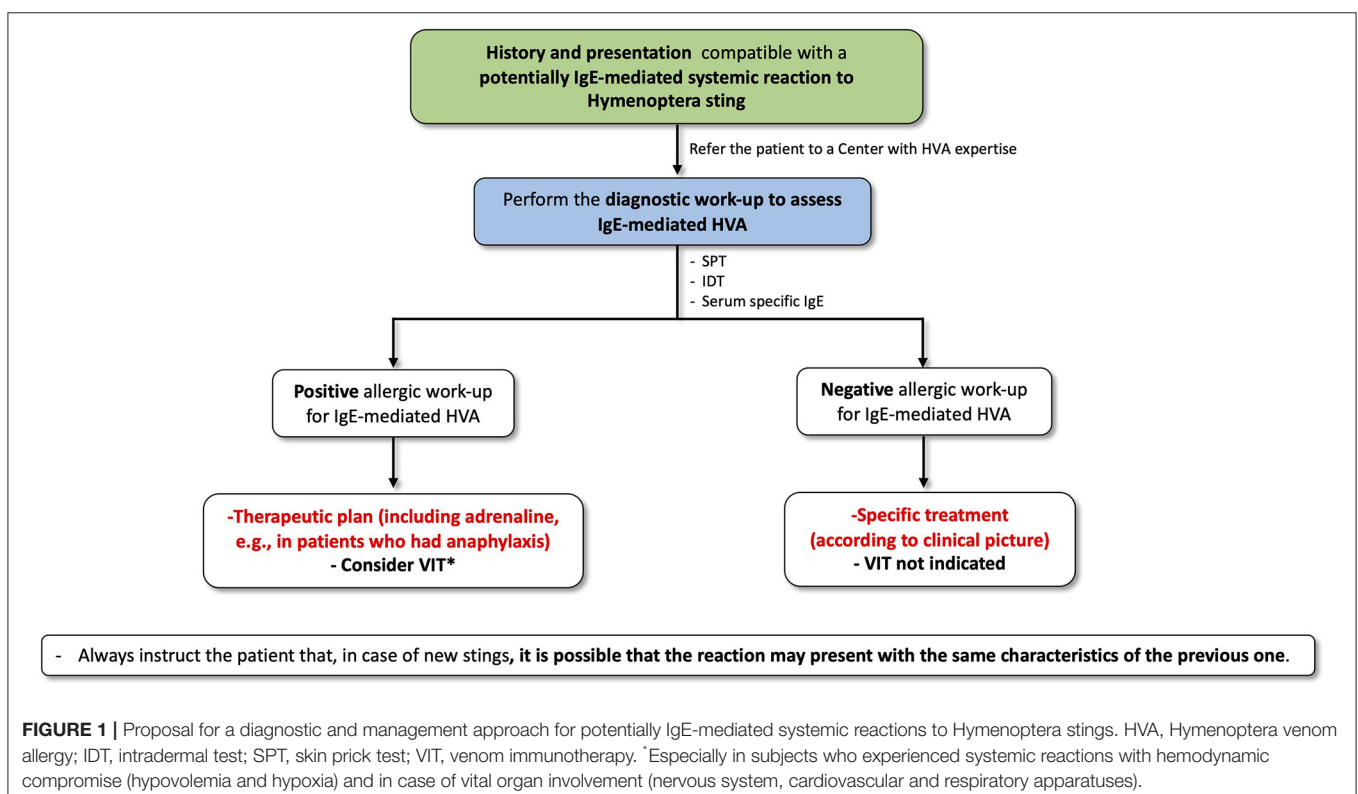 History and presentation compatible with a
potentially IgE-mediated systemic reaction to
Hymenoptera sting
Refer the patient to a Center with HVA expertise
Perform the diagnostic work-up to assess
IgE-mediated HVA
- SPT
- IDT
- Serum specific IgE
Positive allergic work-up
for IgE-mediated HVA
Negative allergic work-up
for IgE-mediated HVA
-Therapeutic plan (including adrenaline,
e.g., in patients who had anaphylaxis)
- Consider VIT*
-Specific treatment
(according to clinical picture)
- VIT not indicated
- Always instruct the patient that, in case of new stings, it is possible that the reaction may present with the same characteristics of the previous one.
FIGURE 1 | Proposal for a diagnostic and management approach for potentially IgE-mediated systemic reactions to Hymenoptera stings. HVA, Hymenoptera venom
allergy; IDT, intradermal test; SPT, skin prick test; VIT, venom immunotherapy. *Especially in subjects who experienced systemic reactions with hemodynamic
compromise (hypovolemia and hypoxia) and in case of vital organ involvement (nervous system, cardiovascular and respiratory apparatuses).